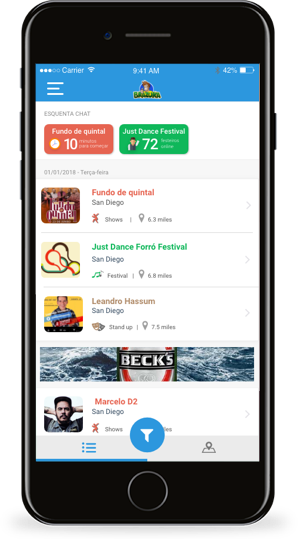 Carrier 9:41 AM 42%
ESQUENTA CHAT
Fundo de quintal
10 minutos
para começar
Just Dance Festival
72
online
01/01/2018 - Terça-feira
Fundo de quintal
San Diego
Shows | 6.3 miles
Just Dance Forró Festival
San Diego
Festival | 6.8 miles
Leandro Hassum
San Diego
Stand up | 7.5 miles
BECK'S
Marcelo D2
San Diego
Shows les